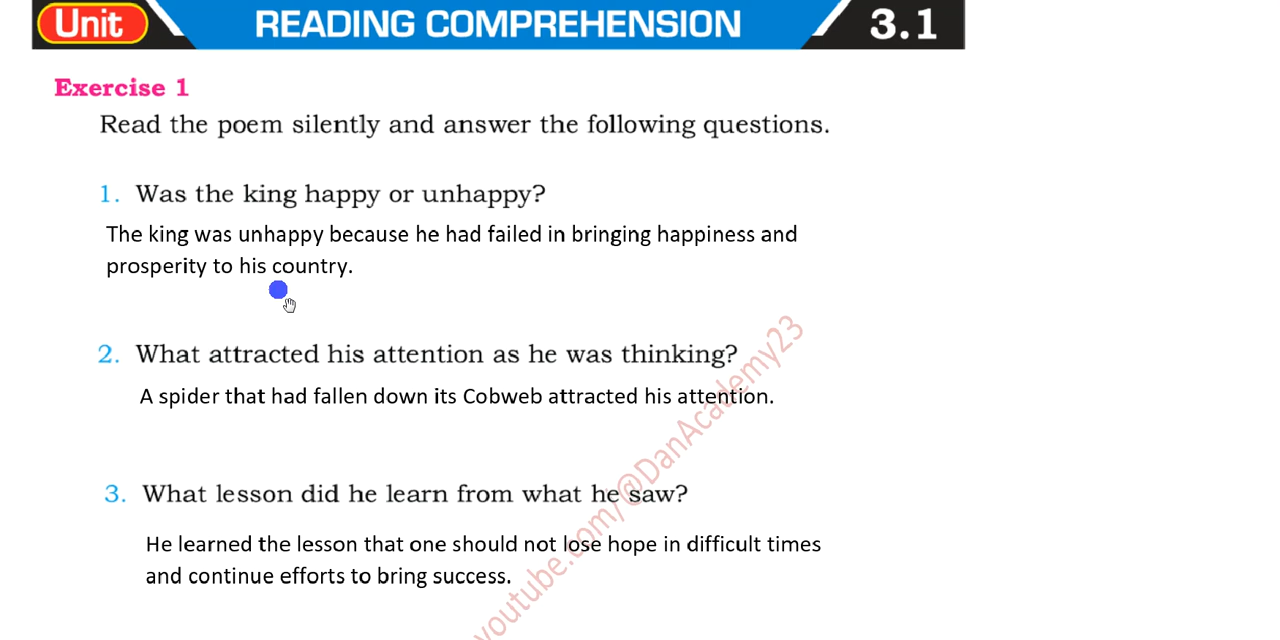 Unit READING COMPREHENSION 3.1
Exercise 1
Read the poem silently and answer the following questions.
1. Was the king happy or unhappy?
The king was unhappy because he had failed in bringing happiness and
prosperity to his country.
2. What attracted his attention as he was thinking?
A spider that had fallen down its Cobweb attracted his attention.
3. What lesson did he learn from what he saw?
He learned the lesson that one should not lose hope in difficult times
and continue efforts to bring success.
youtube.com/@DanAcademy23